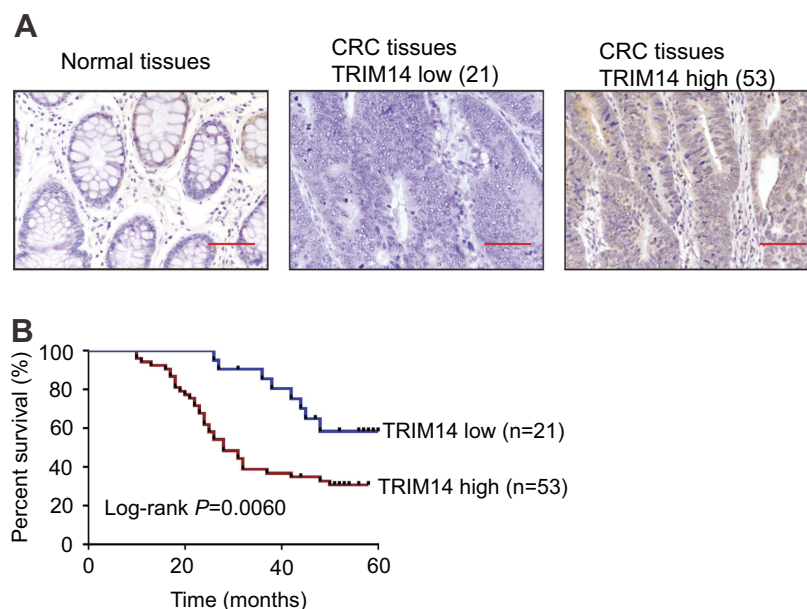 A
Normal tissues
CRC tissues
TRIM14 low (21)
CRC tissues
TRIM14 high (53)
B
Percent survival (%)
100
80
60
40
20
0
TRIM14 low (n=21)
TRIM14 high (n=53)
Log-rank P=0.0060
0 20 40 60
Time (months)